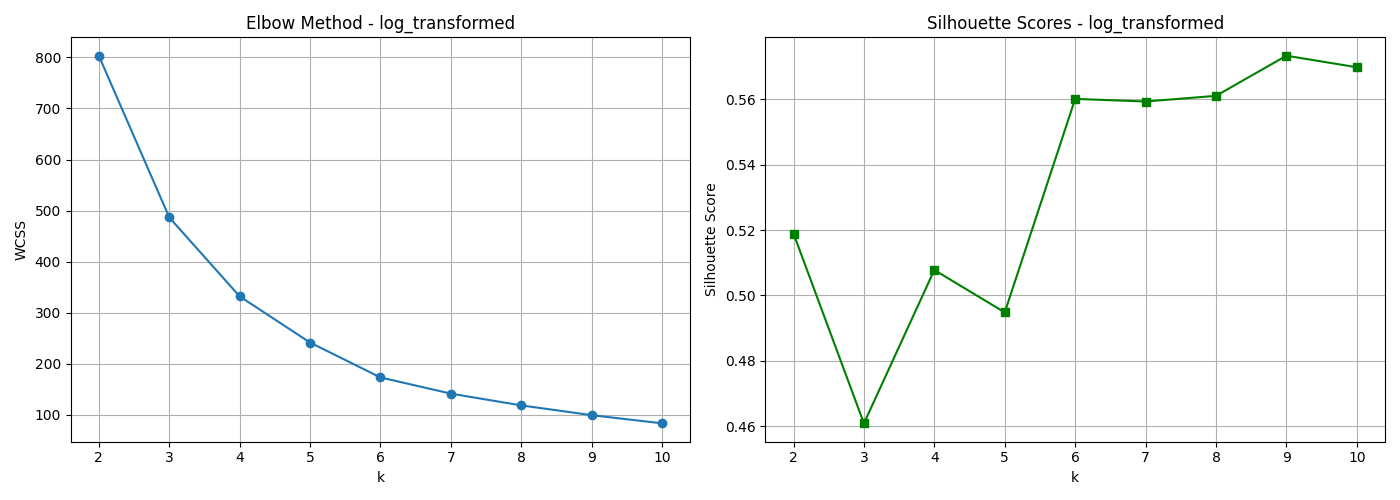 Elbow Method - log_transformed
WCSS
800
700
600
500
400
300
200
100
2 3 4 5 6 7 8 9 10
k
Silhouette Scores - log_transformed
Silhouette Score
0.56
0.54
0.52
0.50
0.48
0.46
2 3 4 5 6 7 8 9 10
k